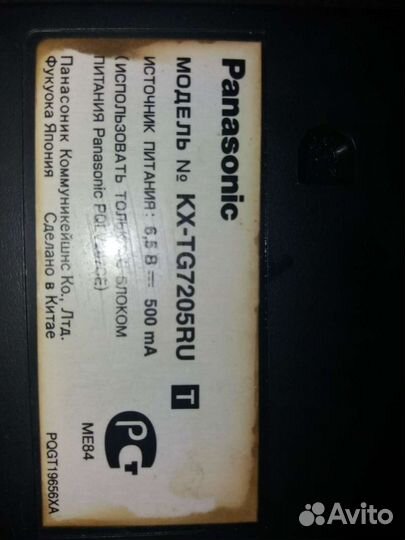 Panasonic
МОДЕЛЬ № KX-TG7205RU T
ИСТОЧНИК ПИТАНИЯ: 6,5 В 500 mA
(ИСПОЛЬЗОВАТЬ ТОЛЬКО С БЛОКОМ
ПИТАНИЯ Panasonic
Панасоник Коммуникейшнс Ко., Лтд.
Фукуока Япония Сделано в Китае
РСТ
ME84
PQGT19656XA
Avito